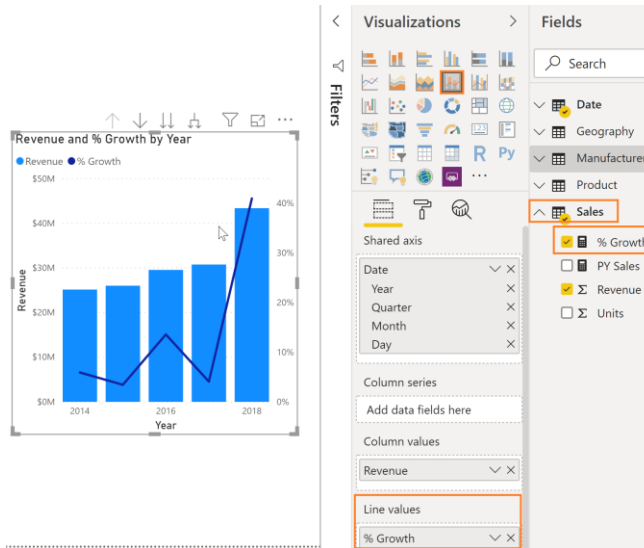 Revenue and % Growth by Year
Revenue % Growth
$50M
$40M
$30M
$20M
$10M
$0M
Revenue
40%
30%
20%
10%
0%
2014 2016 2018
Year
Filters
Visualizations
123
R Py
Shared axis
Date
Year
Quarter
Month
Day
Column series
Add data fields here
Column values
Revenue
Line values
% Growth
Fields
Search
Date
Geography
Manufacturer
Product
Sales
% Growth
PY Sales
Σ Revenue
Σ Units